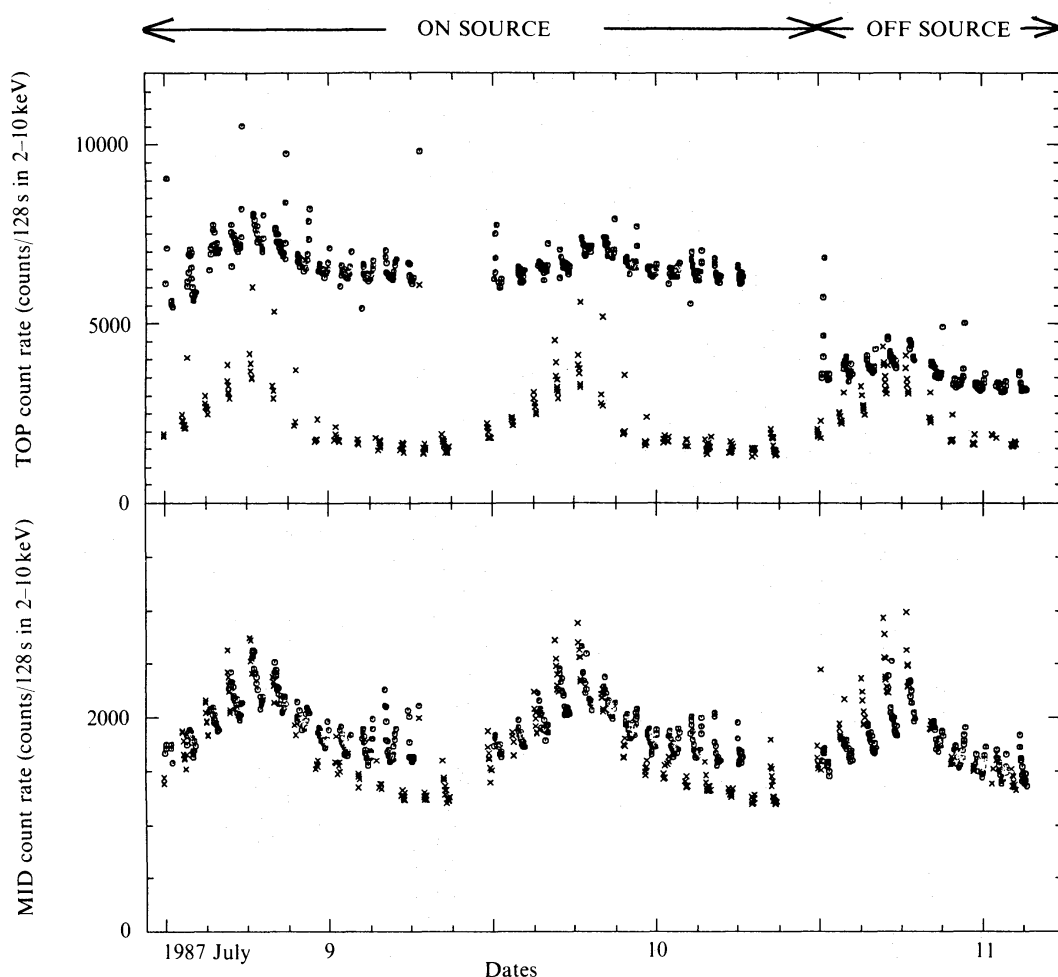 ON SOURCE
OFF SOURCE
TOP count rate (counts/128 s in 2–10 keV)
10000
5000
0
MID count rate (counts/128 s in 2–10 keV)
2000
0
1987 July
9
10
11
Dates